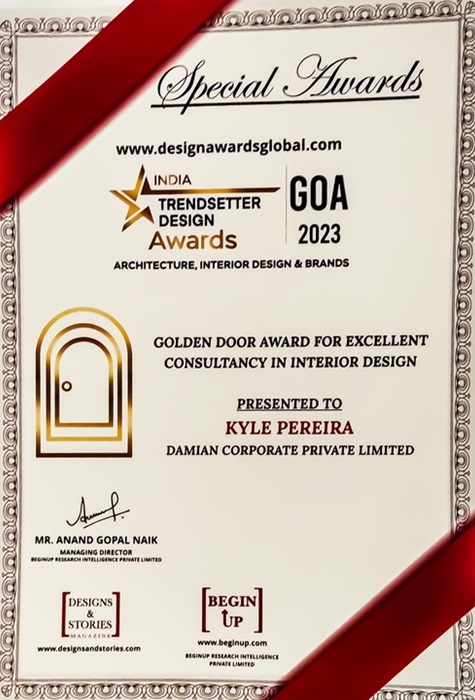 Special Awards
www.designawardsglobal.com
INDIA
TRENDSETTER
DESIGN
Awards
GOA
2023
ARCHITECTURE, INTERIOR DESIGN & BRANDS
GOLDEN DOOR AWARD FOR EXCELLENT
CONSULTANCY IN INTERIOR DESIGN
PRESENTED TO
KYLE PEREIRA
DAMIAN CORPORATE PRIVATE LIMITED
MR. ANAND GOPAL NAIK
MANAGING DIRECTOR
BEGINUP RESEARCH INTELLIGENCE PRIVATE LIMITED
DESIGNS
&
STORIES
MAGAZINE
www.designsandstories.com
BEGIN
UP
www.beginup.com
BEGINUP RESEARCH INTELLIGENCE
PRIVATE LIMITED